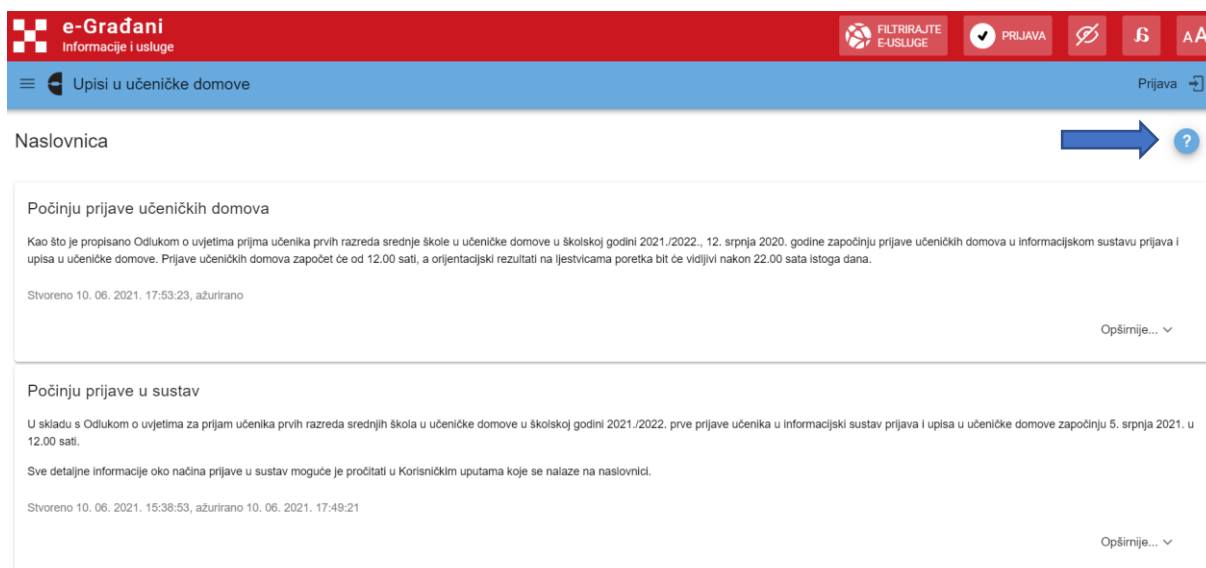 e-Građani
Informacije i usluge
FILTRIRAJTE
E-USLUGE
PRIJAVA
AA
Upisi u učeničke domove
Prijava
Naslovnica
?
Počinju prijave učeničkih domova
Kao što je propisano Odlukom o uvjetima prijma učenika prvih razreda srednje škole u učeničke domove u školskoj godini 2021./2022., 12. srpnja 2020. godine započinju prijave učeničkih domova u informacijskom sustavu prijava i
upisa u učeničke domove. Prijave učeničkih domova započet će od 12.00 sati, a orijentacijski rezultati na ljestvicama poretka bit će vidljivi nakon 22.00 sata istoga dana.
Stvoreno 10. 06. 2021. 17:53:23, ažurirano
Opširnije...
Počinju prijave u sustav
U skladu s Odlukom o uvjetima za prijam učenika prvih razreda srednjih škola u učeničke domove u školskoj godini 2021./2022. prve prijave učenika u informacijski sustav prijava i upisa u učeničke domove započinju 5. srpnja 2021. u
12.00 sati.
Sve detaljne informacije oko načina prijave u sustav moguće je pročitati u Korisničkim uputama koje se nalaze na naslovnici.
Stvoreno 10. 06. 2021. 15:38:53, ažurirano 10. 06. 2021. 17:49:21
Opširnije...